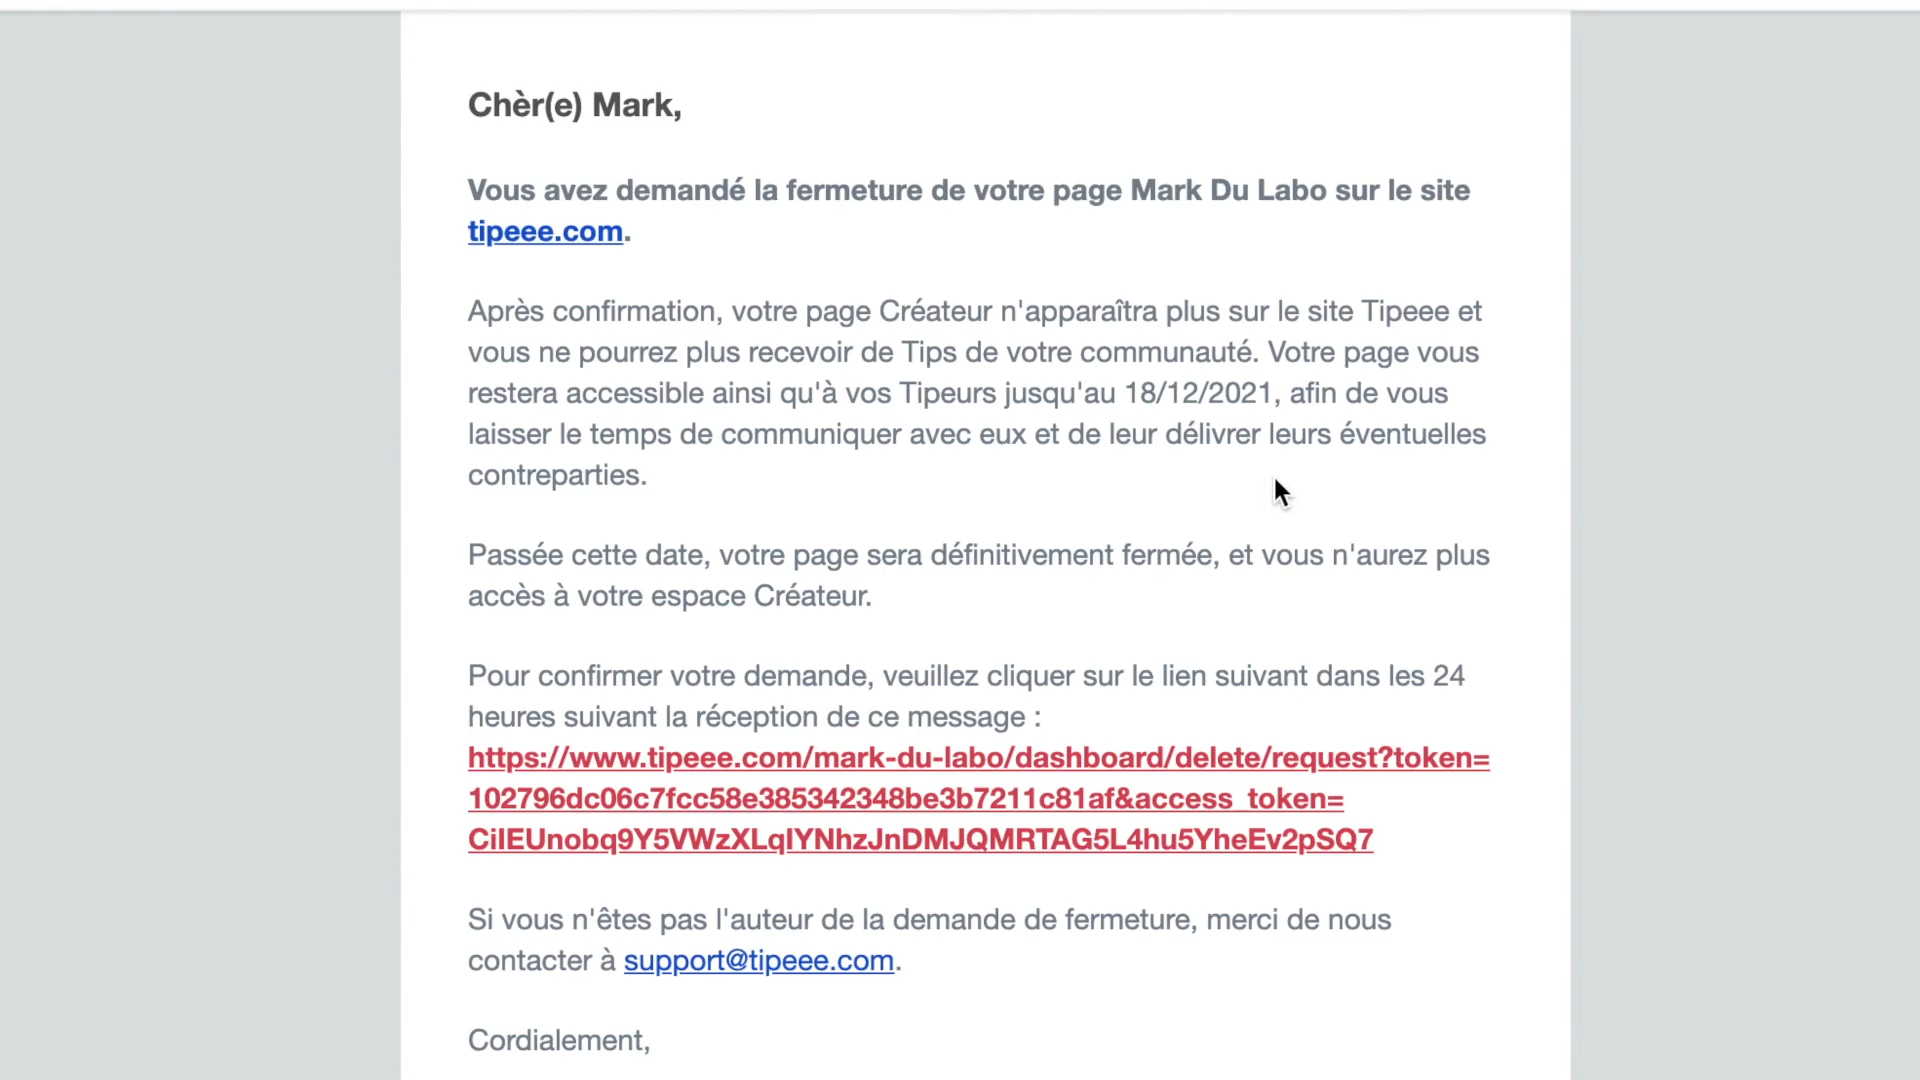 Chèr(e) Mark,
Vous avez demandé la fermeture de votre page Mark Du Labo sur le site
tipeee.com.
Après confirmation, votre page Créateur n'apparaîtra plus sur le site Tipeee et
vous ne pourrez plus recevoir de Tips de votre communauté. Votre page vous
restera accessible ainsi qu'à vos Tipeurs jusqu'au 18/12/2021, afin de vous
laisser le temps de communiquer avec eux et de leur délivrer leurs éventuelles
contreparties.
Passée cette date, votre page sera définitivement fermée, et vous n'aurez plus
accès à votre espace Créateur.
Pour confirmer votre demande, veuillez cliquer sur le lien suivant dans les 24
heures suivant la réception de ce message :
https://www.tipeee.com/mark-du-labo/dashboard/delete/request?token=
102796dc06c7fcc58e385342348be3b7211c81af&access_token=
CiIEUnobq9Y5VWzXLqIYNhzJnDMJQMRTAG5L4hu5YheEv2pSQ7
Si vous n'êtes pas l'auteur de la demande de fermeture, merci de nous
contacter à support@tipeee.com.
Cordialement,